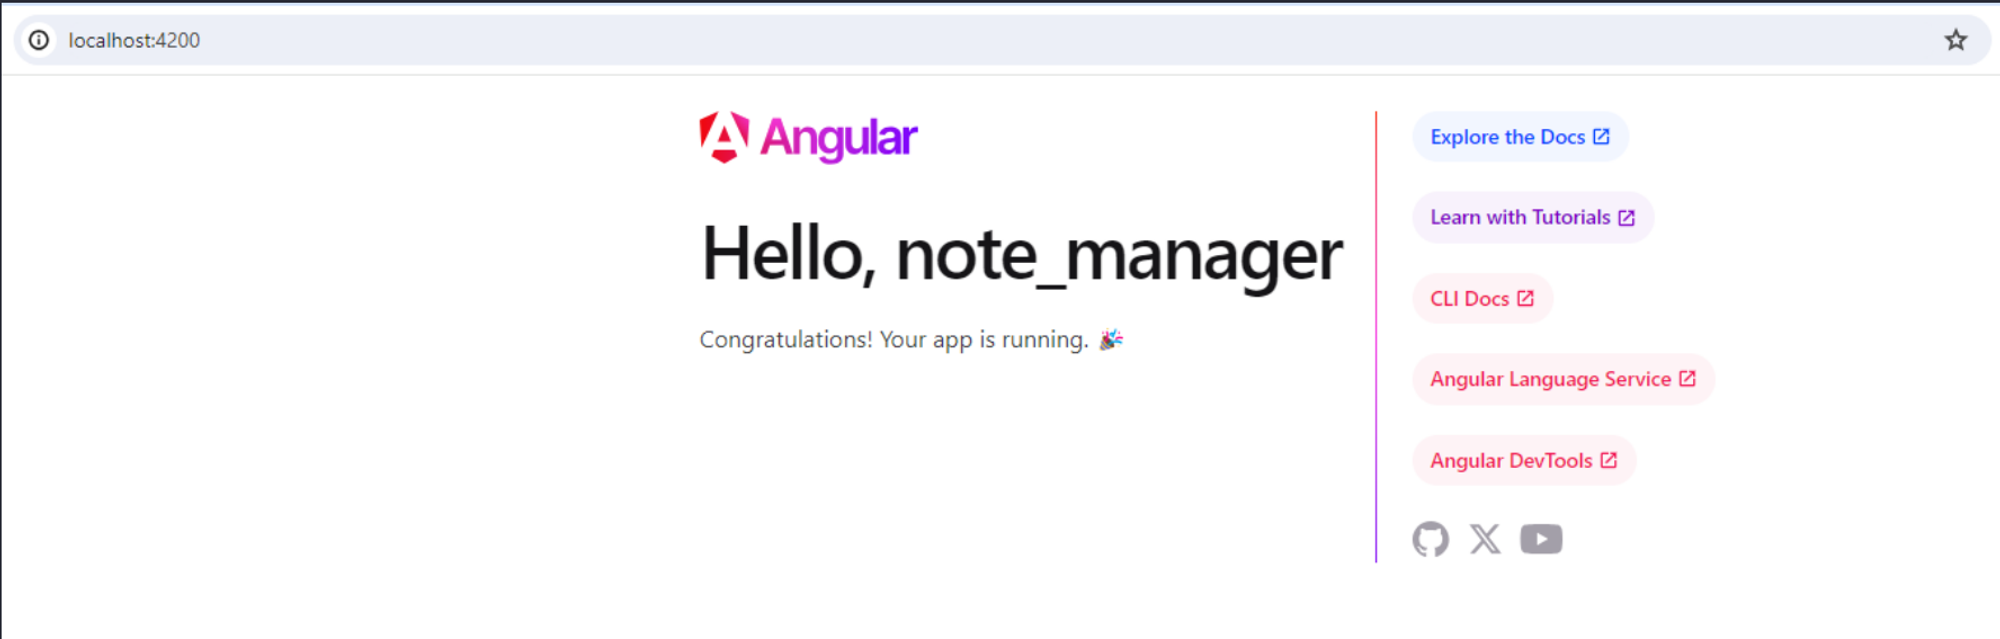 localhost:4200
Angular
Hello, note_manager
Congratulations! Your app is running. 🎉
Explore the Docs
Learn with Tutorials
CLI Docs
Angular Language Service
Angular DevTools